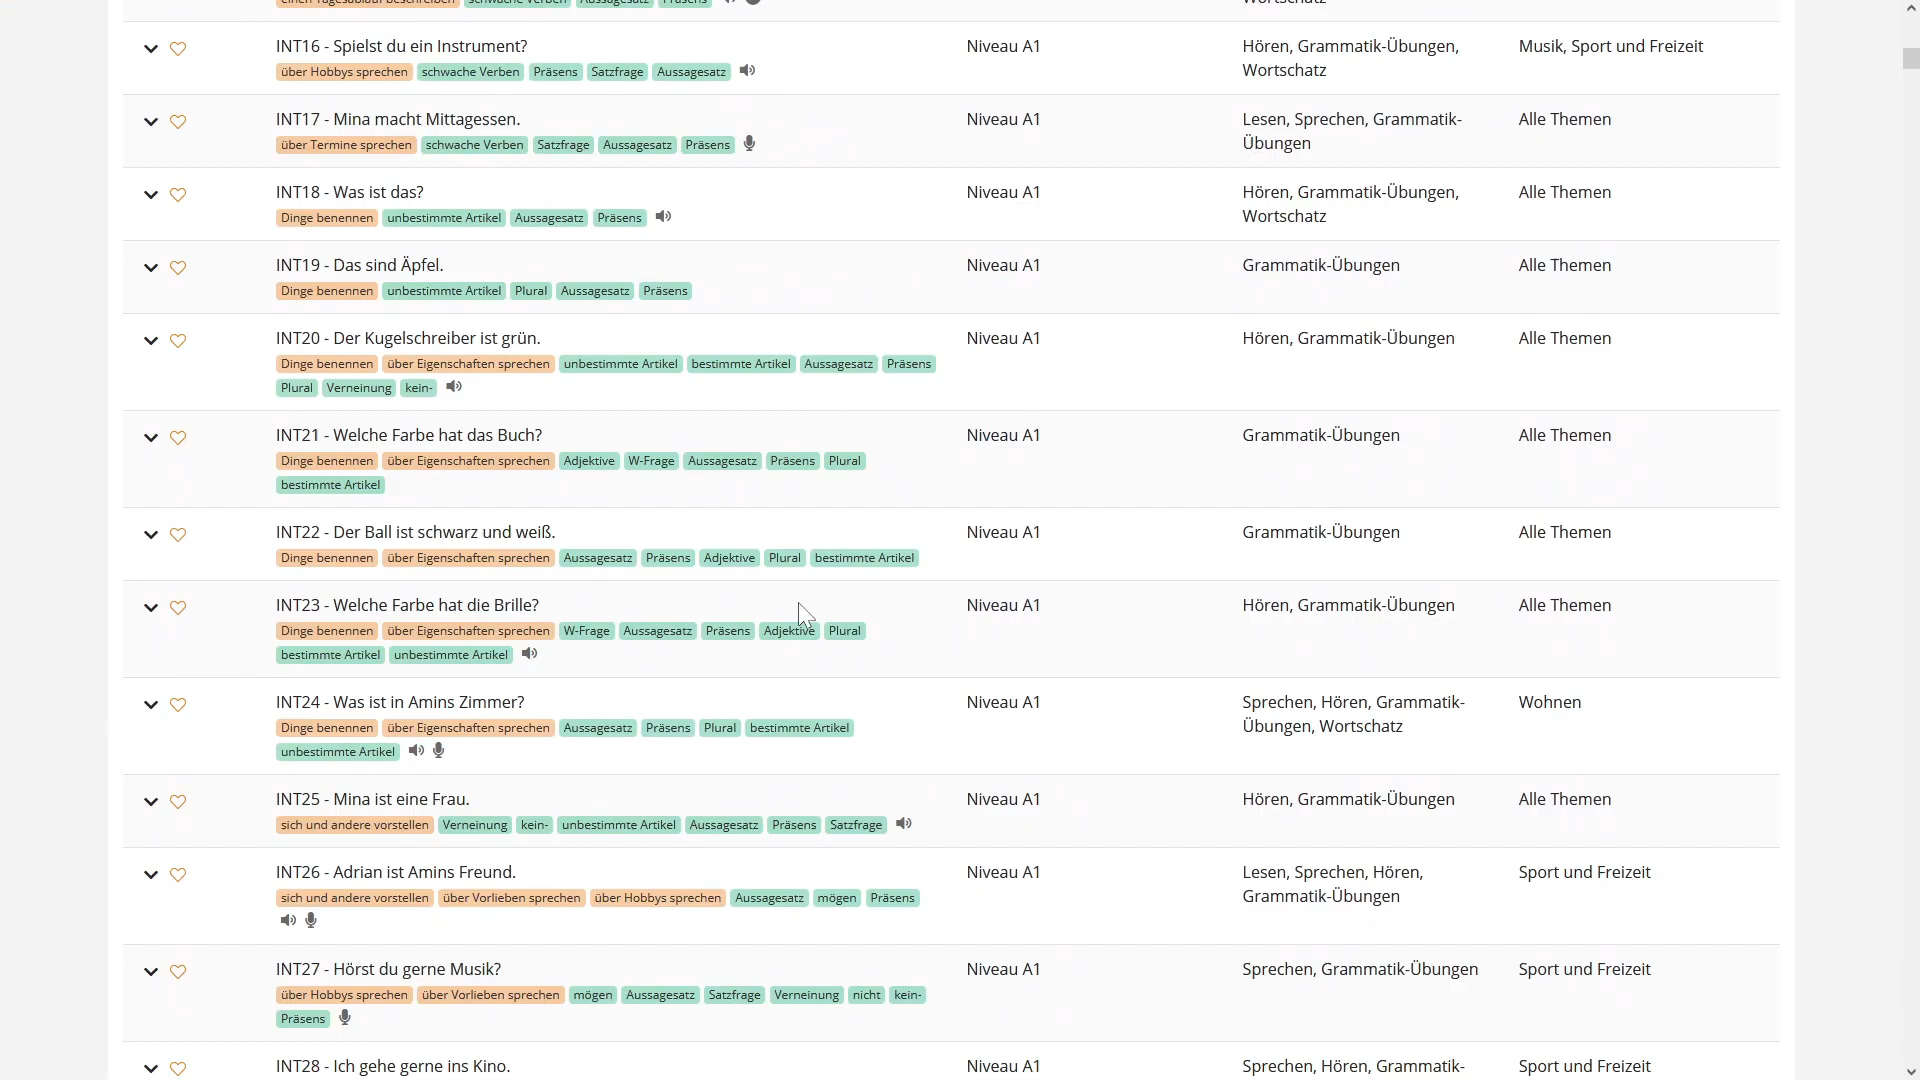 einen Tagesablauf beschreiben schwache Verben Aussagesatz Präsens
Wortschatz
INT16 - Spielst du ein Instrument? Niveau A1 Hören, Grammatik-Übungen, Musik, Sport und Freizeit
über Hobbys sprechen schwache Verben Präsens Satzfrage Aussagesatz Wortschatz
INT17 - Mina macht Mittagessen. Niveau A1 Lesen, Sprechen, Grammatik- Alle Themen
über Termine sprechen schwache Verben Satzfrage Aussagesatz Präsens Übungen
INT18 - Was ist das? Niveau A1 Hören, Grammatik-Übungen, Alle Themen
Dinge benennen unbestimmte Artikel Aussagesatz Präsens Wortschatz
INT19 - Das sind Äpfel. Niveau A1 Grammatik-Übungen Alle Themen
Dinge benennen unbestimmte Artikel Plural Aussagesatz Präsens
INT20 - Der Kugelschreiber ist grün. Niveau A1 Hören, Grammatik-Übungen Alle Themen
Dinge benennen über Eigenschaften sprechen unbestimmte Artikel bestimmte Artikel Aussagesatz Präsens
Plural Verneinung kein-
INT21 - Welche Farbe hat das Buch? Niveau A1 Grammatik-Übungen Alle Themen
Dinge benennen über Eigenschaften sprechen Adjektive W-Frage Aussagesatz Präsens Plural
bestimmte Artikel
INT22 - Der Ball ist schwarz und weiß. Niveau A1 Grammatik-Übungen Alle Themen
Dinge benennen über Eigenschaften sprechen Aussagesatz Präsens Adjektive Plural bestimmte Artikel
INT23 - Welche Farbe hat die Brille? Niveau A1 Hören, Grammatik-Übungen Alle Themen
Dinge benennen über Eigenschaften sprechen W-Frage Aussagesatz Präsens Adjektive Plural
bestimmte Artikel unbestimmte Artikel
INT24 - Was ist in Amins Zimmer? Niveau A1 Sprechen, Hören, Grammatik- Wohnen
Dinge benennen über Eigenschaften sprechen Aussagesatz Präsens Plural bestimmte Artikel Übungen, Wortschatz
unbestimmte Artikel
INT25 - Mina ist eine Frau. Niveau A1 Hören, Grammatik-Übungen Alle Themen
sich und andere vorstellen Verneinung kein- unbestimmte Artikel Aussagesatz Präsens Satzfrage
INT26 - Adrian ist Amins Freund. Niveau A1 Lesen, Sprechen, Hören, Sport und Freizeit
sich und andere vorstellen über Vorlieben sprechen über Hobbys sprechen Aussagesatz mögen Präsens Grammatik-Übungen
INT27 - Hörst du gerne Musik? Niveau A1 Sprechen, Grammatik-Übungen Sport und Freizeit
über Hobbys sprechen über Vorlieben sprechen mögen Aussagesatz Satzfrage Verneinung nicht kein-
Präsens
INT28 - Ich gehe gerne ins Kino. Niveau A1 Sprechen, Hören, Grammatik- Sport und Freizeit